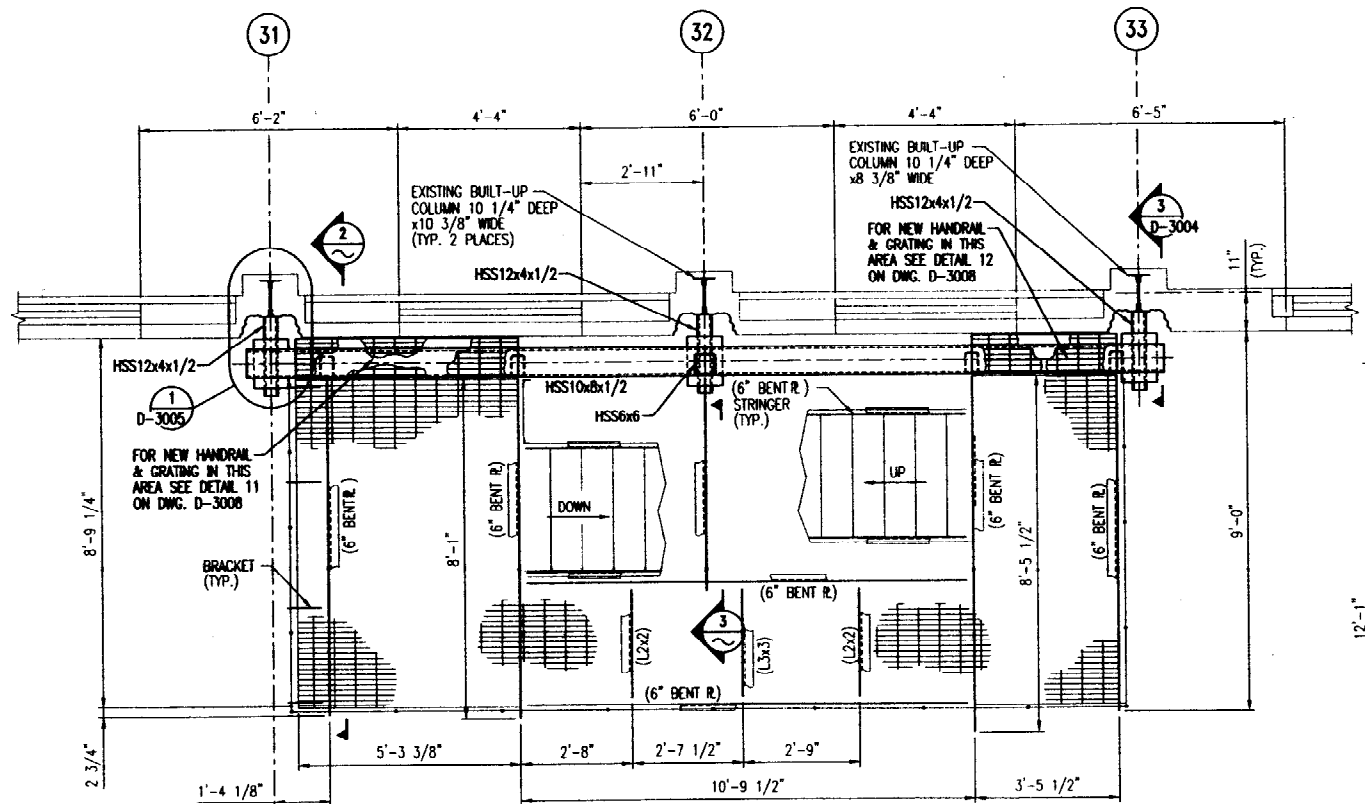 31
32
33
6'-2"
4'-4"
6'-0"
4'-4"
6'-5"
2'-11"
EXISTING BUILT-UP
COLUMN 10 1/4" DEEP
x10 3/8" WIDE
(TYP. 2 PLACES)
HSS12x4x1/2
EXISTING BUILT-UP
COLUMN 10 1/4" DEEP
x8 3/8" WIDE
HSS12x4x1/2
FOR NEW HANDRAIL
& GRATING IN THIS
AREA SEE DETAIL 12
ON DWG. D-3008
2
3
D-3004
11"
(TYP.)
HSS12x4x1/2
1
D-3005
FOR NEW HANDRAIL
& GRATING IN THIS
AREA SEE DETAIL 11
ON DWG. D-3008
BRACKET
(TYP.)
HSS10x8x1/2
HSS6x6
(6" BENT PL)
STRINGER
(TYP.)
DOWN
UP
(6" BENT PL)
(6" BENT PL)
(6" BENT PL)
(6" BENT PL)
(6" BENT PL)
(6" BENT PL)
(L2x2)
3
(L3x3)
(L2x2)
8'-9 1/4"
8'-1"
8'-5 1/2"
9'-0"
12'-1"
2 3/4"
5'-3 3/8"
2'-8"
2'-7 1/2"
2'-9"
1'-4 1/8"
10'-9 1/2"
3'-5 1/2"